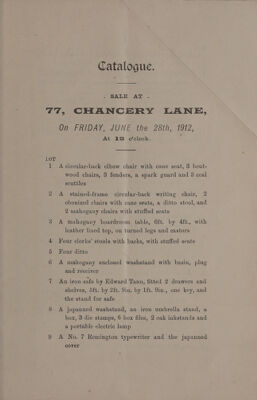 Catalogue.
- SALE AT -
77, CHANCERY LANE,
On FRIDAY, JUNE the 28th, 1912,
At 12 o'clock.
LOT
1 A circular-back elbow chair with cane seat, 3 bent-
wood chairs, 3 fenders, a spark guard and 3 coal
scuttles
2 A stained-frame circular-back writing chair, 2
ebonized chairs with cane seats, a ditto stool, and
2 mahogany chairs with stuffed seats
3 A mahogany boardroom table, 6ft. by 4ft., with
leather lined top, on turned legs and castors
4 Four clerks' stools with backs, with stuffed seats
5 Four ditto
6 A mahogany enclosed washstand with basin, plug
and receiver
7 An iron safe by Edward Tann, fitted 2 drawers and
shelves, 3ft. by 2ft. 9in. by 1ft. 9in., one key, and
the stand for safe
8 A japanned washstand, an iron umbrella stand, a
box, 3 die stamps, 6 box files, 2 oak inkstands and
a portable electric lamp
9 A No. 7 Remington typewriter and the japanned
cover